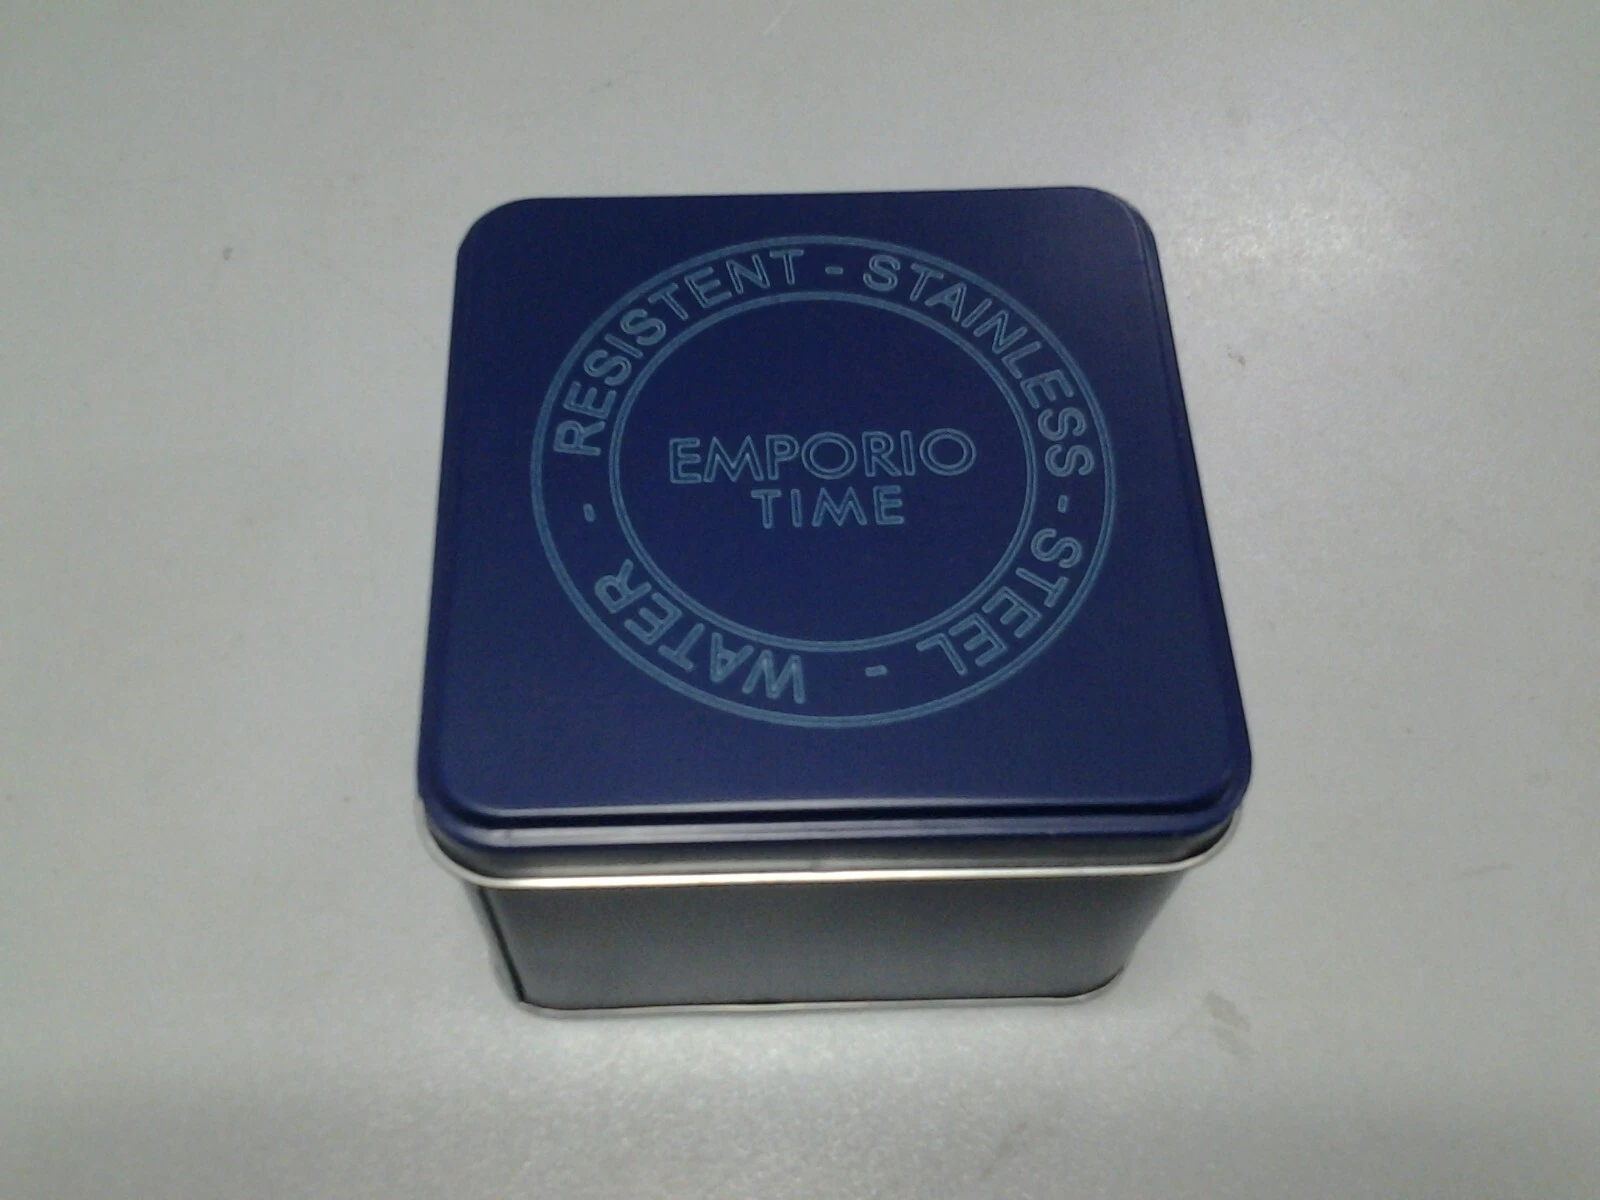 WATER - RESISTENT - STAINLESS - STEEL -
EMPORIO
TIME